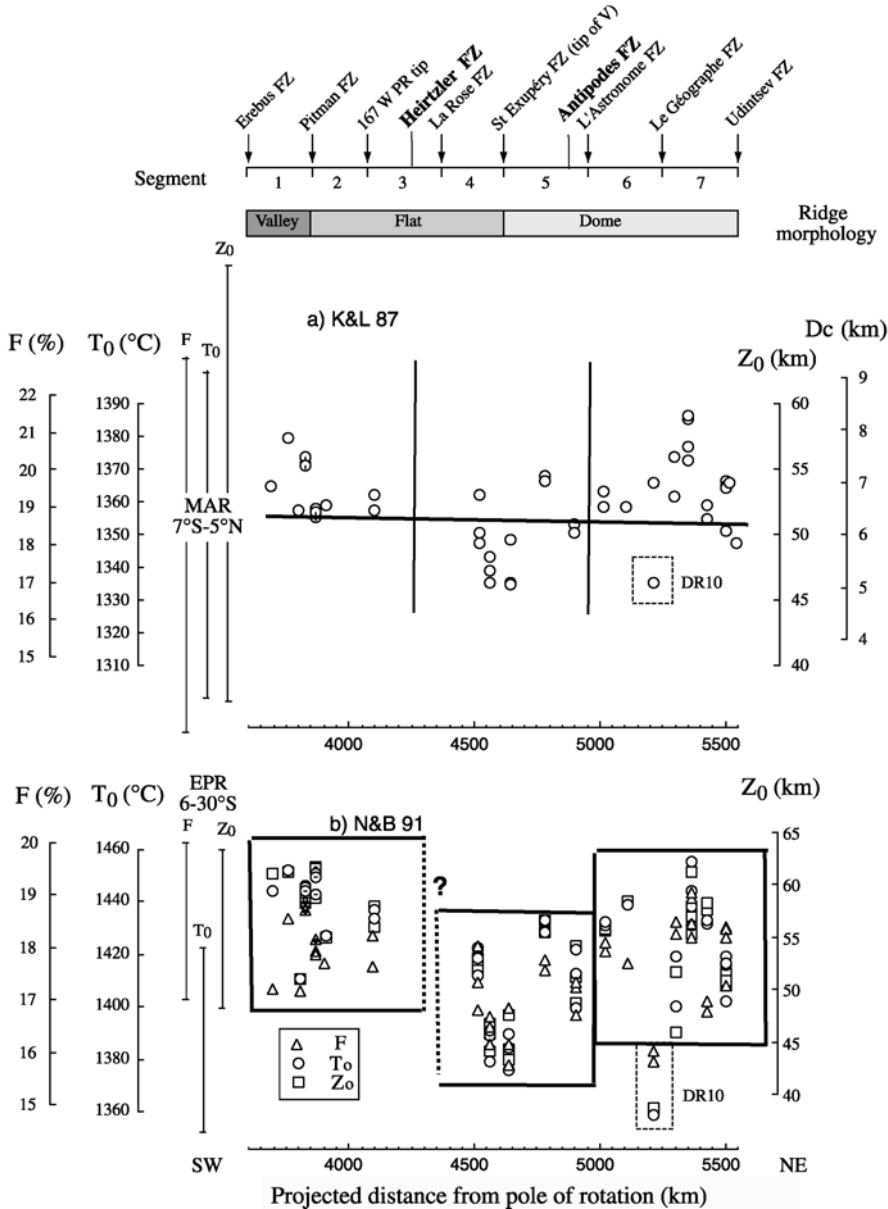 Erebus FZ
Pitman FZ
167 W PR tip
Heirtzler FZ
La Rose FZ
St Exupéry FZ (tip of V)
Antipodes FZ
L'Astronome FZ
Le Géographe FZ
Udintsev FZ
Segment 1 2 3 4 5 6 7
Valley Flat Dome
Ridge
morphology
Z0
a) K&L 87
F (%) T0 (°C) F T0 Z0 (km) Dc (km)
22 1390 60 9
21 1380 8
20 1370 55 7
19 1360
MAR
7°S-5°N
18 1350 50 6
17 1340 DR10 5
16 1330 45
15 1320 4
1310 40
4000 4500 5000 5500
EPR
6-30°S
F (%) T0 (°C) F Z0 T0 Z0 (km)
b) N&B 91
?
20 1460 65
19 1440 60
18 1420 55
17 1400 50
16 1380 45
15 1360 40
F
To
Zo
DR10
4000 4500 5000 5500
SW NE
Projected distance from pole of rotation (km)